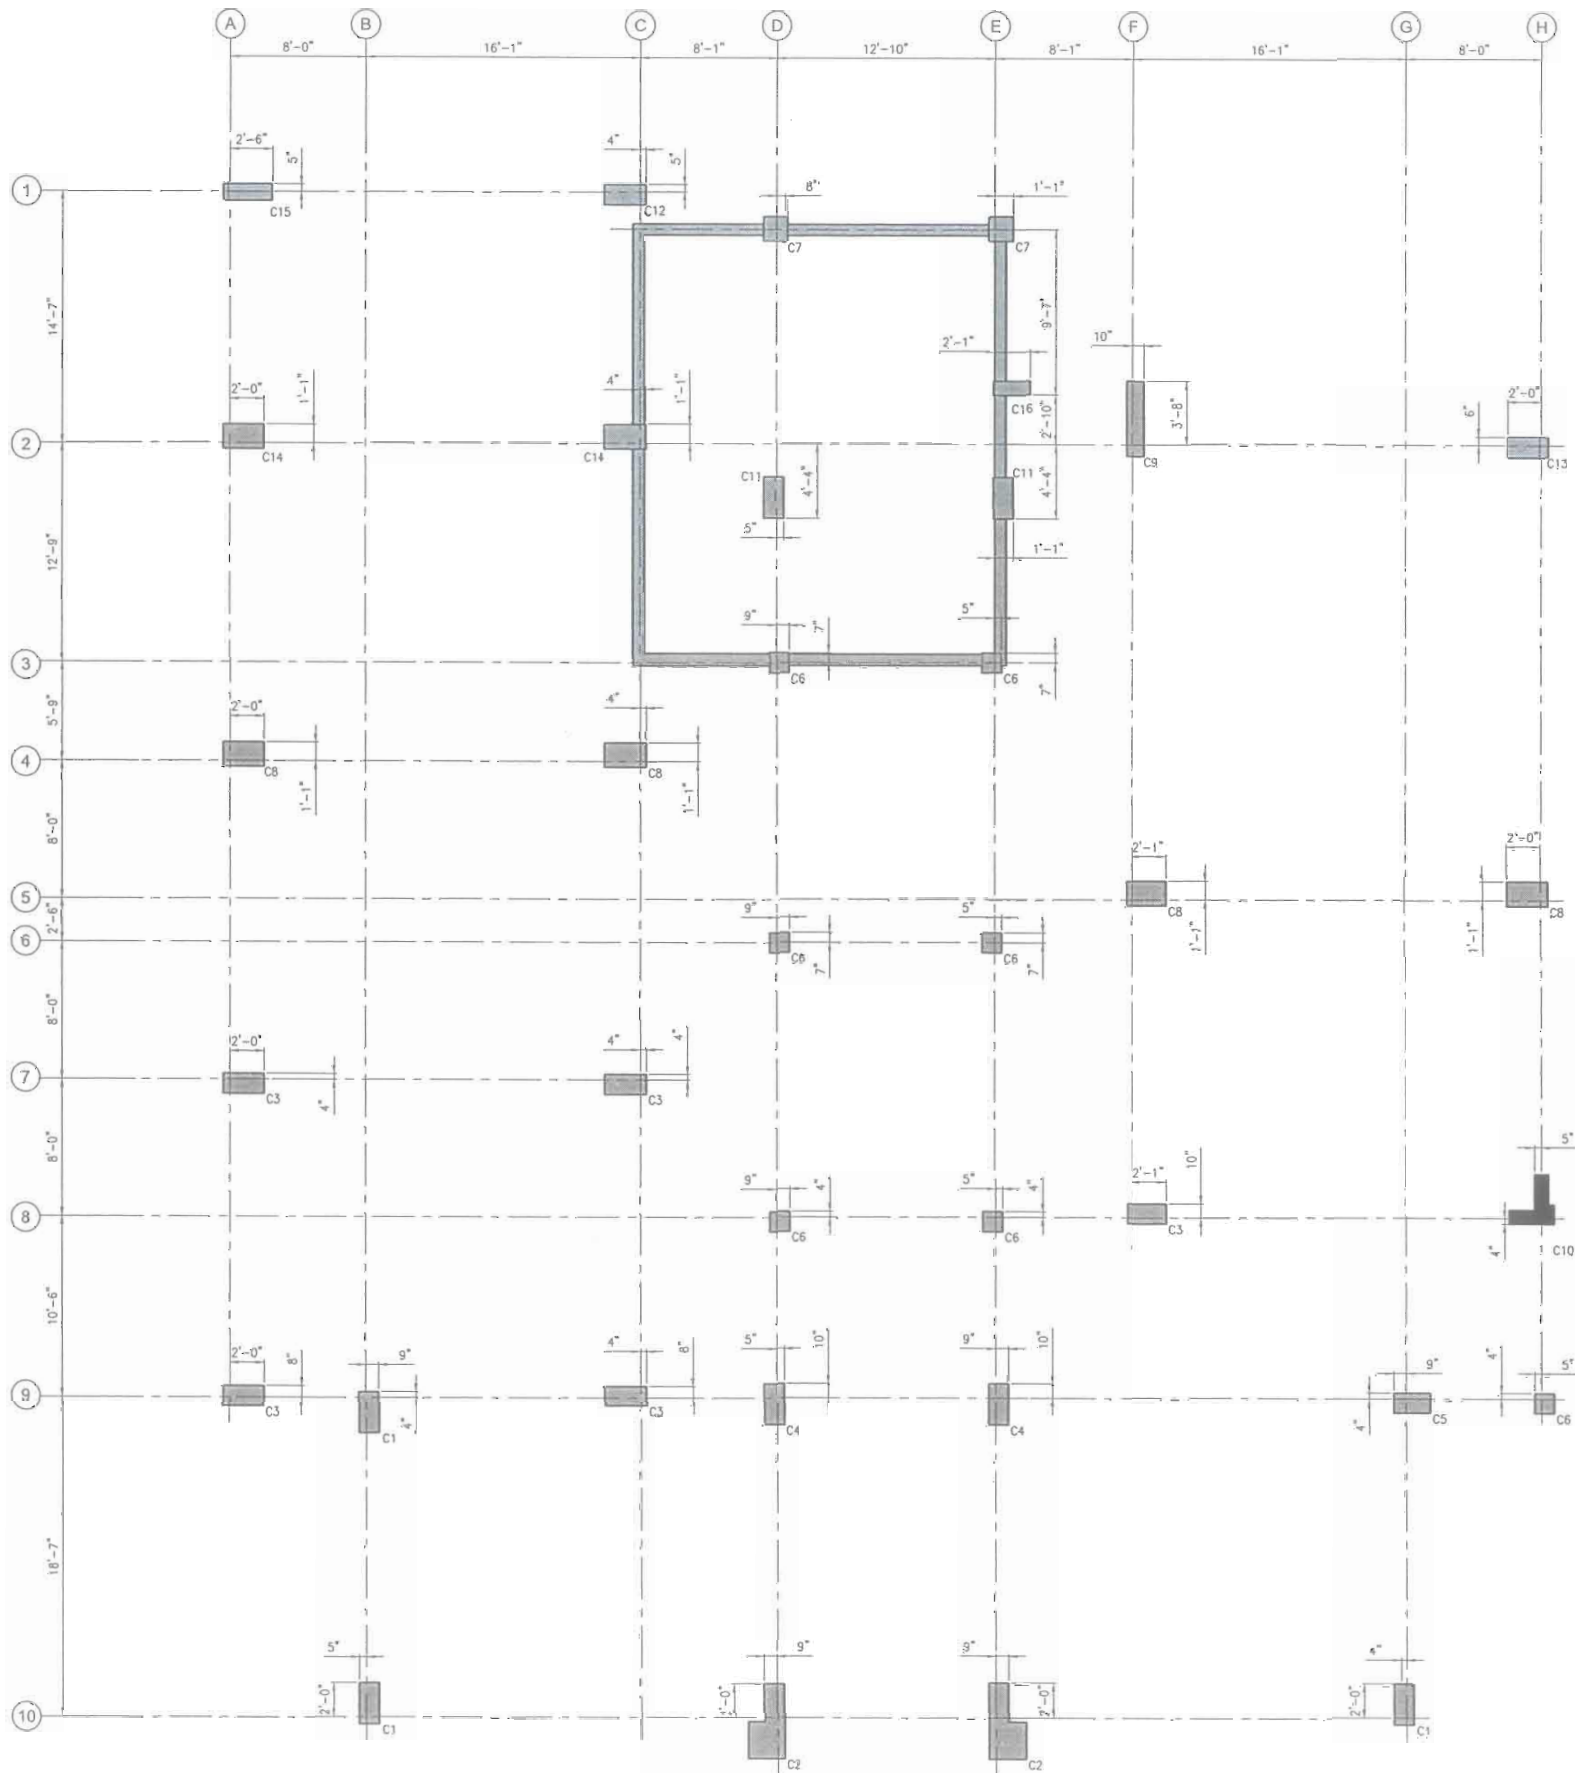 A B C D E F G H
8'-0" 16'-1" 8'-1" 12'-10" 8'-1" 16'-1" 8'-0"
2'-6" 5" 4" 5"
1
C15 C12 8" 1'-1"
C7 C7
14'-7" 9'-7"
2'-1" 10"
2'-0" 1'-1" 4" 1'-1" C16 2'-10" 3'-8" 6" 2'-0"
2
C14 C14 C9 C13
C11 4'-4" C11 4'-4"
5" 1'-1"
12'-9"
9" 7" 5"
3
C6 C6 7"
5'-9"
2'-0" 4"
4
C8 C8
1'-1" 1'-1"
8'-0"
2'-1" 2'-0"
5
C8 C8
2'-6" 9" 5" 1'-1" 1'-1"
6
C6 7" C6 7"
8'-0"
2'-0" 4" 4"
7
C3 4" C3
8'-0"
9" 4" 5" 4" 2'-1" 10" 5"
8
C6 C6 C3 4" C10
10'-6"
2'-0" 8" 9" 4" 8" 5" 10" 9" 10" 9" 4" 5"
9
C3 4" C3 C4 C4 4" C5 C6
C1
18'-7"
5" 9" 9" 4"
2'-0" 2'-0" 2'-0"
10
C1 C2 C2 C1